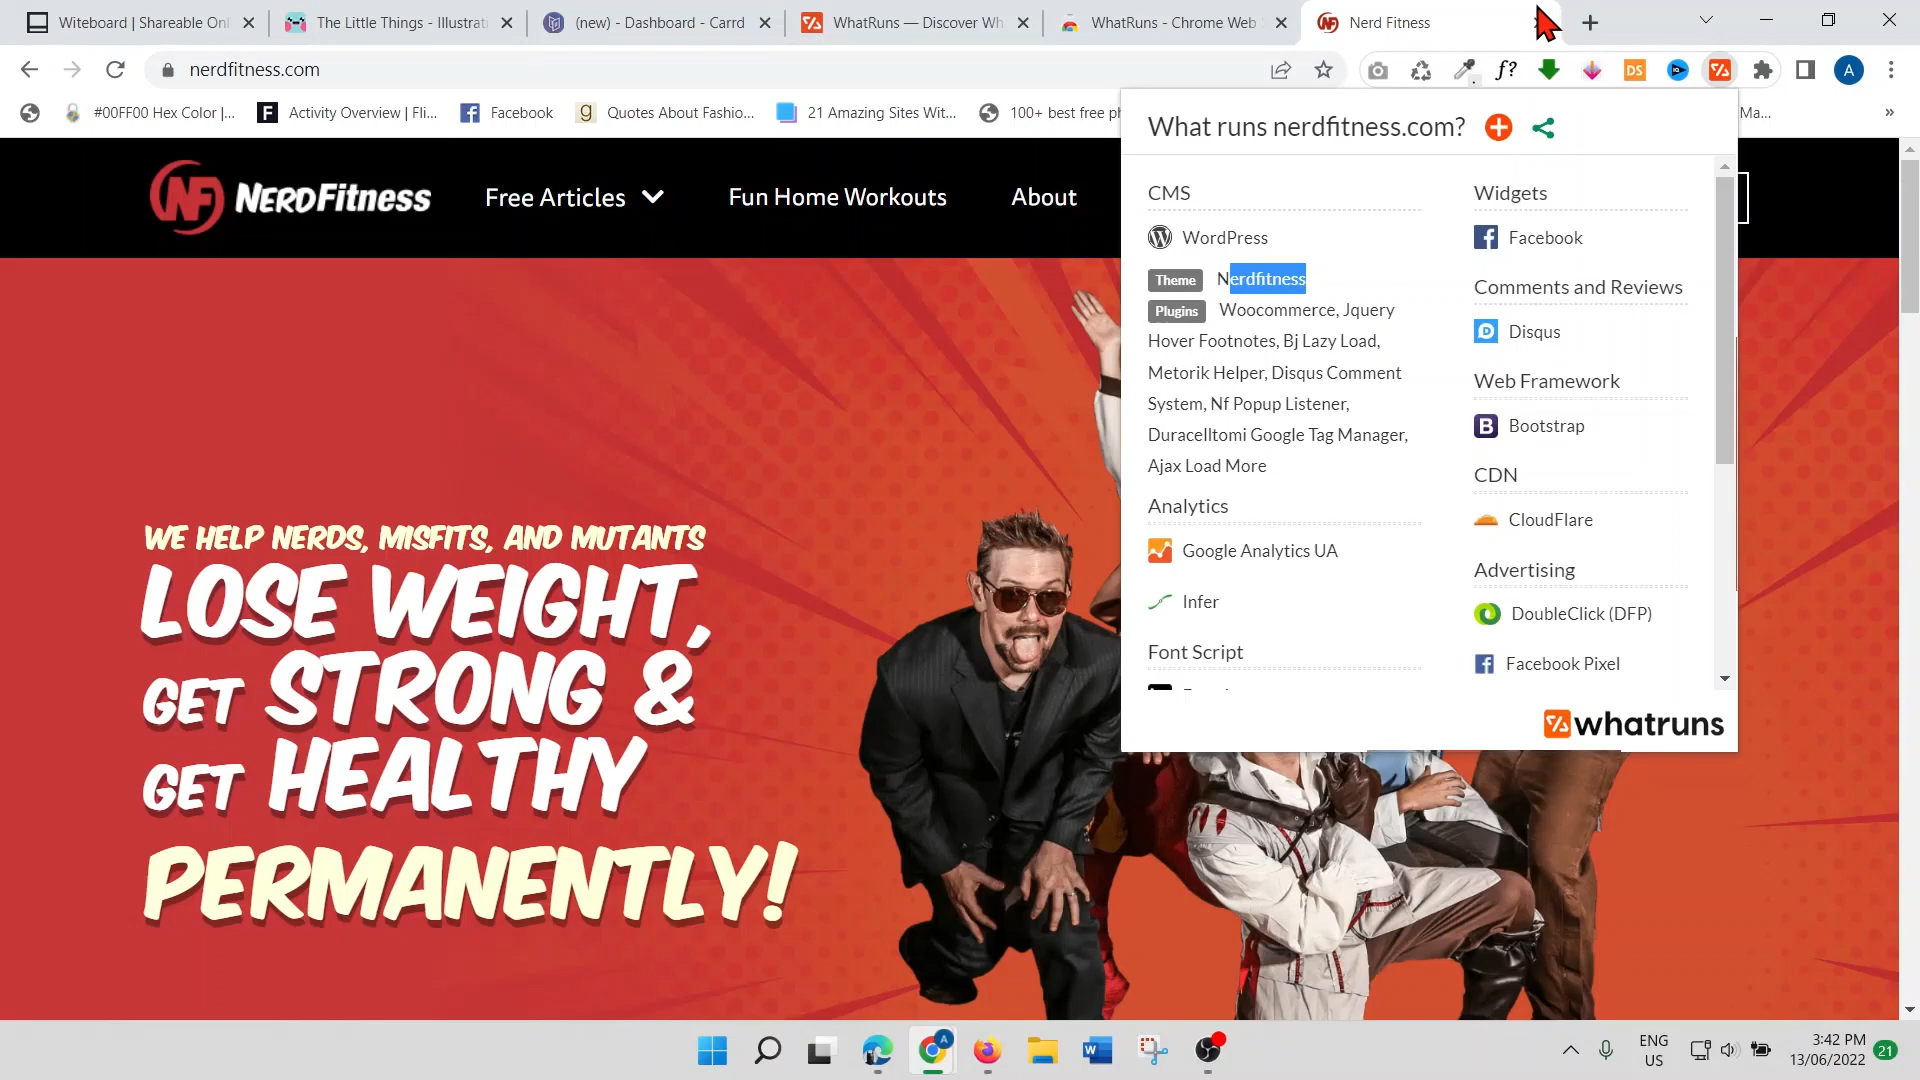 Witeboard | Shareable Onl
The Little Things - Illustrati
(new) - Dashboard - Carrd
WhatRuns — Discover Wh
WhatRuns - Chrome Web
Nerd Fitness
nerdfitness.com
f?
DS
A
#00FF00 Hex Color |...
Activity Overview | Fli...
Facebook
Quotes About Fashio...
21 Amazing Sites Wit...
100+ best free ph
Ma...
»
NF NERDFITNESS
Free Articles
Fun Home Workouts
About
What runs nerdfitness.com?
CMS
WordPress
Theme Nerdfitness
Plugins Woocommerce, Jquery
Hover Footnotes, Bj Lazy Load,
Metorik Helper, Disqus Comment
System, Nf Popup Listener,
Duracelltomi Google Tag Manager,
Ajax Load More
Analytics
Google Analytics UA
Infer
Font Script
Widgets
Facebook
Comments and Reviews
Disqus
Web Framework
Bootstrap
CDN
CloudFlare
Advertising
DoubleClick (DFP)
Facebook Pixel
whatruns
WE HELP NERDS, MISFITS, AND MUTANTS
LOSE WEIGHT,
GET STRONG &
GET HEALTHY
PERMANENTLY!
ENG
US
3:42 PM
13/06/2022
21